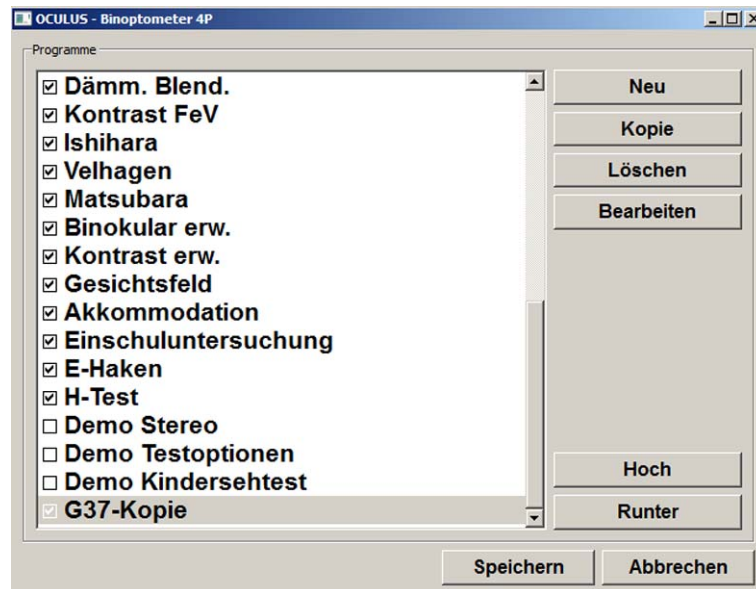 OCULUS - Binoptometer 4P
Programme
Dämm. Blend.
Kontrast FeV
Ishihara
Velhagen
Matsubara
Binokular erw.
Kontrast erw.
Gesichtsfeld
Akkommodation
Einschuluntersuchung
E-Haken
H-Test
Demo Stereo
Demo Testoptionen
Demo Kindersehtest
G37-Kopie
Neu
Kopie
Löschen
Bearbeiten
Hoch
Runter
Speichern
Abbrechen